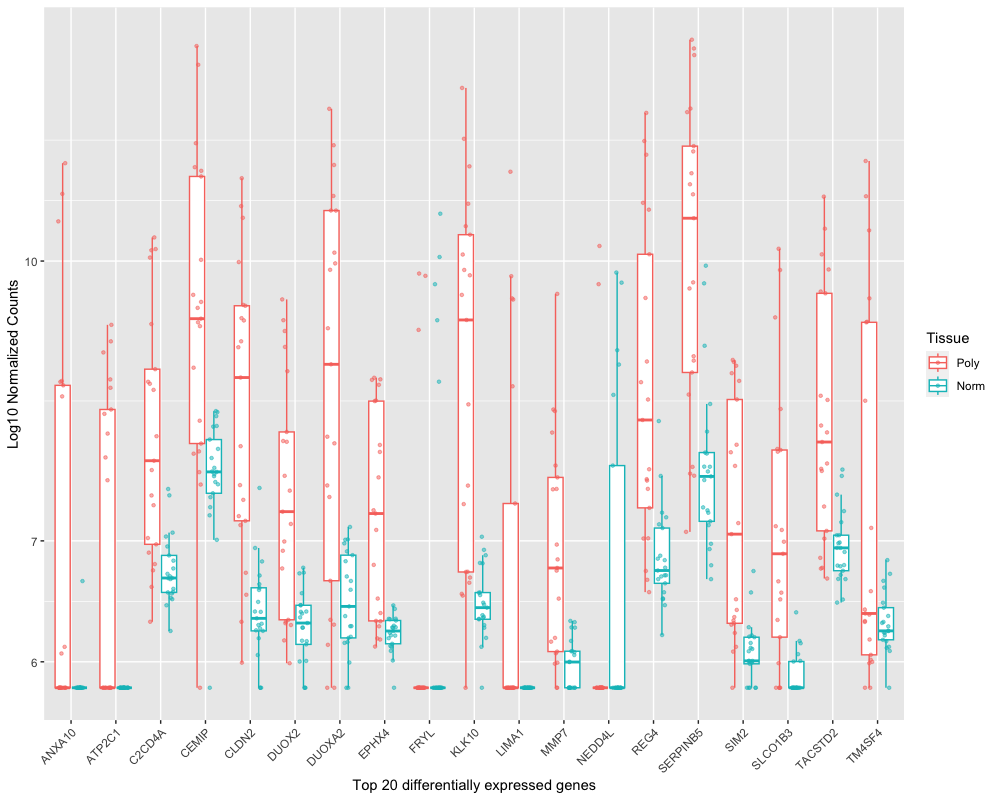 Log10 Normalized Counts
10
7
6
ANXA10
ATP2C1
C2CD4A
CEMIP
CLDN2
DUOX2
DUOXA2
EPHX4
FRYL
KLK10
LIMA1
MMP7
NEDD4L
REG4
SERPINB5
SIM2
SLCO1B3
TACSTD2
TM4SF4
Top 20 differentially expressed genes
Tissue
Poly
Norm